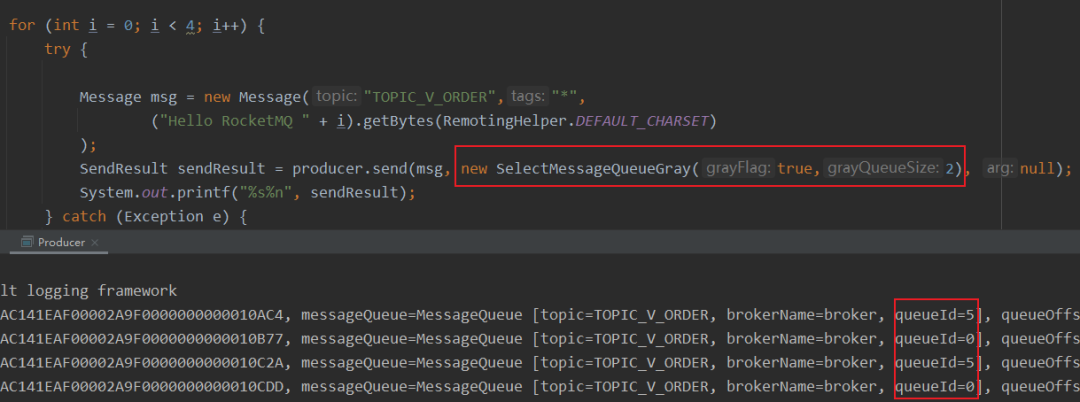 for (int i = 0; i < 4; i++) {
try {
Message msg = new Message( topic: "TOPIC_V_ORDER", tags: "*",
("Hello RocketMQ " + i).getBytes(RemotingHelper.DEFAULT_CHARSET)
);
SendResult sendResult = producer.send(msg, new SelectMessageQueueGray( grayFlag: true, grayQueueSize: 2), arg: null);
System.out.printf("%s%n", sendResult);
} catch (Exception e) {
Producer ×
lt logging framework
AC141EAF00002A9F0000000000010AC4, messageQueue=MessageQueue [topic=TOPIC_V_ORDER, brokerName=broker, queueId=5], queueOffs
AC141EAF00002A9F0000000000010B77, messageQueue=MessageQueue [topic=TOPIC_V_ORDER, brokerName=broker, queueId=0], queueOffs
AC141EAF00002A9F0000000000010C2A, messageQueue=MessageQueue [topic=TOPIC_V_ORDER, brokerName=broker, queueId=5], queueOffs
AC141EAF00002A9F0000000000010CDD, messageQueue=MessageQueue [topic=TOPIC_V_ORDER, brokerName=broker, queueId=0], queueOffs